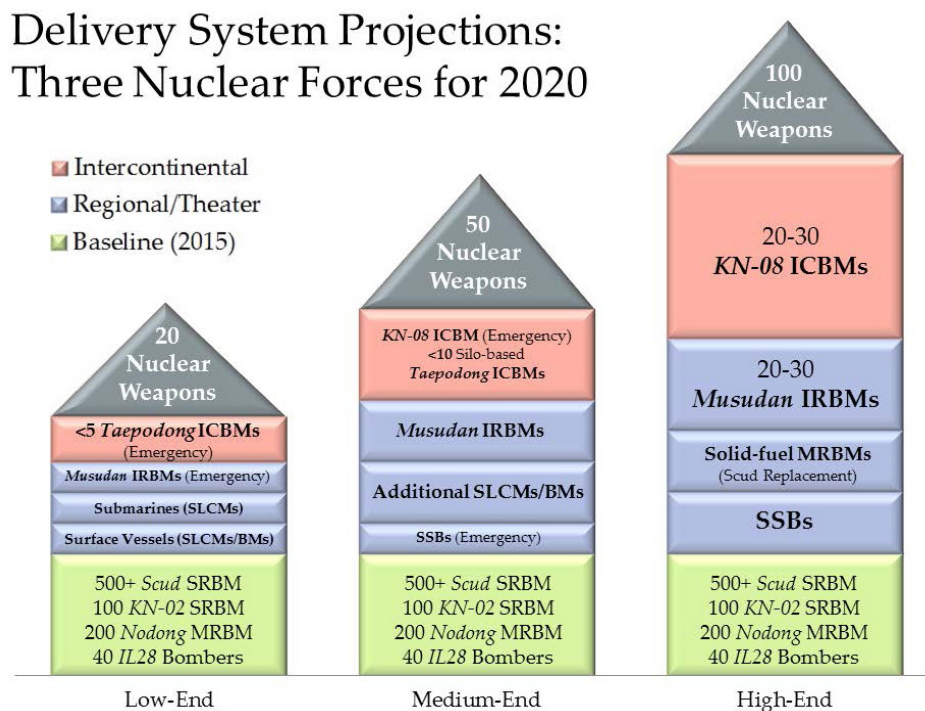 Delivery System Projections:
Three Nuclear Forces for 2020
Intercontinental
Regional/Theater
Baseline (2015)
20
Nuclear
Weapons
<5 Taepodong ICBMs
(Emergency)
Musudan IRBMs (Emergency)
Submarines (SLCMs)
Surface Vessels (SLCMs/BMs)
500+ Scud SRBM
100 KN-02 SRBM
200 Nodong MRBM
40 IL28 Bombers
Low-End
50
Nuclear
Weapons
KN-08 ICBM (Emergency)
<10 Silo-based
Taepodong ICBMs
Musudan IRBMs
Additional SLCMs/BMs
SSBs (Emergency)
500+ Scud SRBM
100 KN-02 SRBM
200 Nodong MRBM
40 IL28 Bombers
Medium-End
100
Nuclear
Weapons
20-30
KN-08 ICBMs
20-30
Musudan IRBMs
Solid-fuel MRBMs
(Scud Replacement)
SSBs
500+ Scud SRBM
100 KN-02 SRBM
200 Nodong MRBM
40 IL28 Bombers
High-End